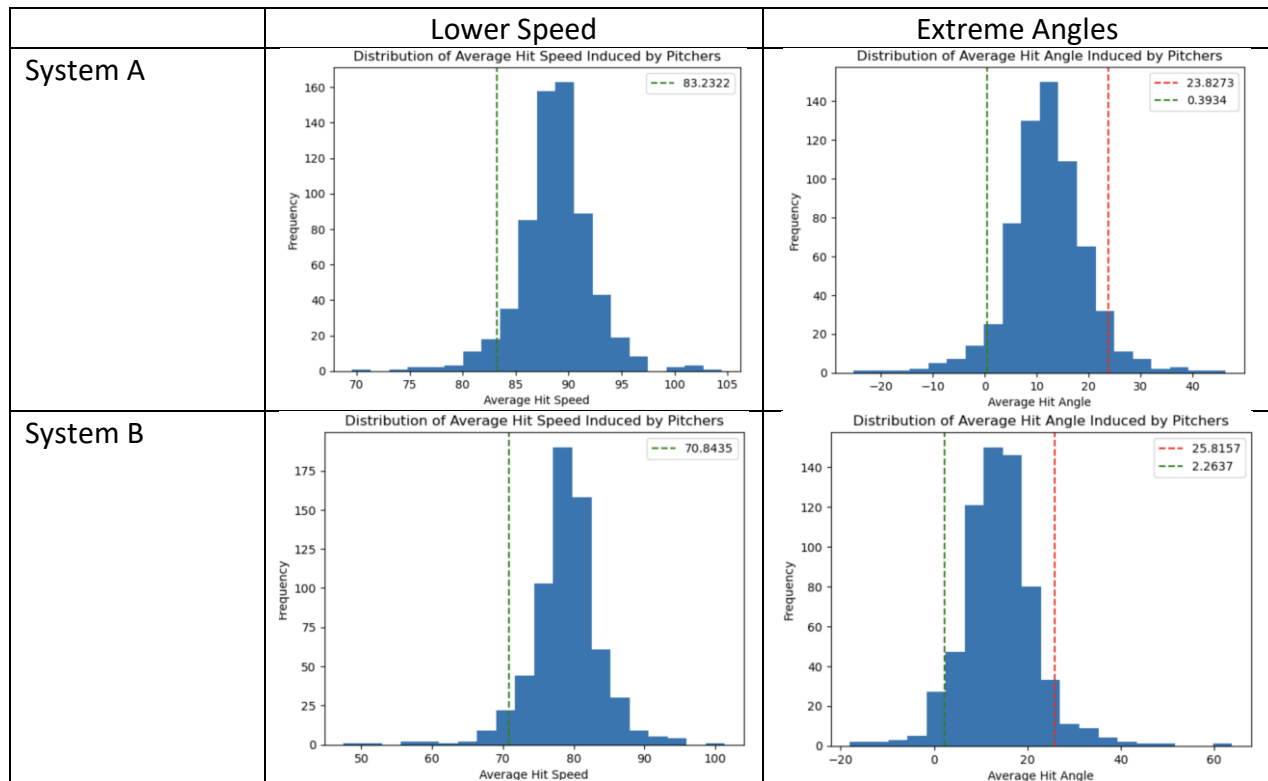 Lower Speed
Extreme Angles
System A
Distribution of Average Hit Speed Induced by Pitchers
83.2322
160
140
120
100
80
60
40
20
0
Frequency
70 75 80 85 90 95 100 105
Average Hit Speed
Distribution of Average Hit Angle Induced by Pitchers
23.8273
0.3934
140
120
100
80
60
40
20
0
Frequency
−20 −10 0 10 20 30 40
Average Hit Angle
System B
Distribution of Average Hit Speed Induced by Pitchers
70.8435
175
150
125
100
75
50
25
0
Frequency
50 60 70 80 90 100
Average Hit Speed
Distribution of Average Hit Angle Induced by Pitchers
25.8157
2.2637
140
120
100
80
60
40
20
0
Frequency
−20 0 20 40 60
Average Hit Angle